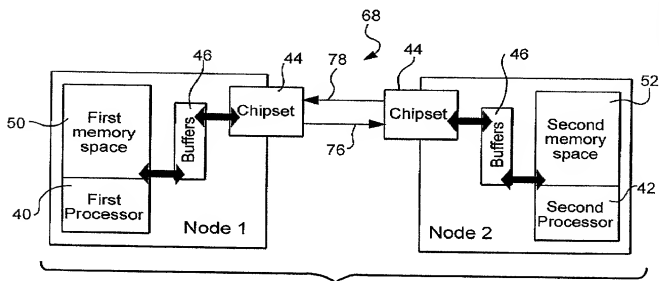 68
46
44
78
44
46
52
50
First
memory
space
Buffers
Chipset
Chipset
76
Buffers
Second
memory
space
40
First
Processor
Node 1
Node 2
42
Second
Processor